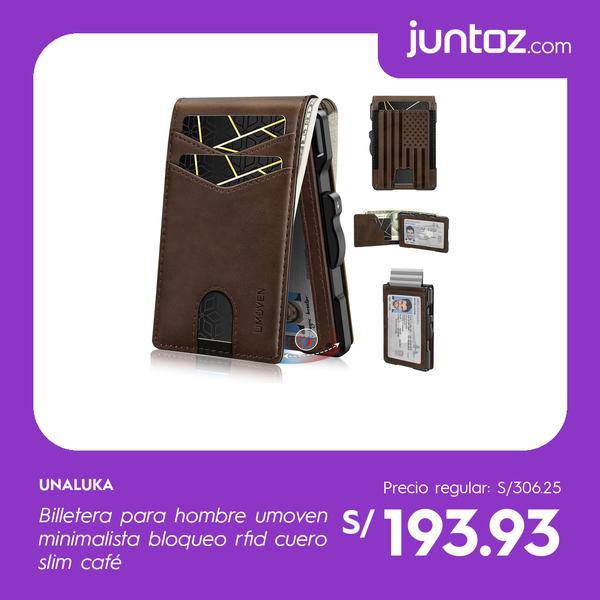 juntoz.com
UMOVEN
UNALUKA
Billetera para hombre umoven
minimalista bloqueo rfid cuero
slim café
Precio regular: S/306.25
S/193.93